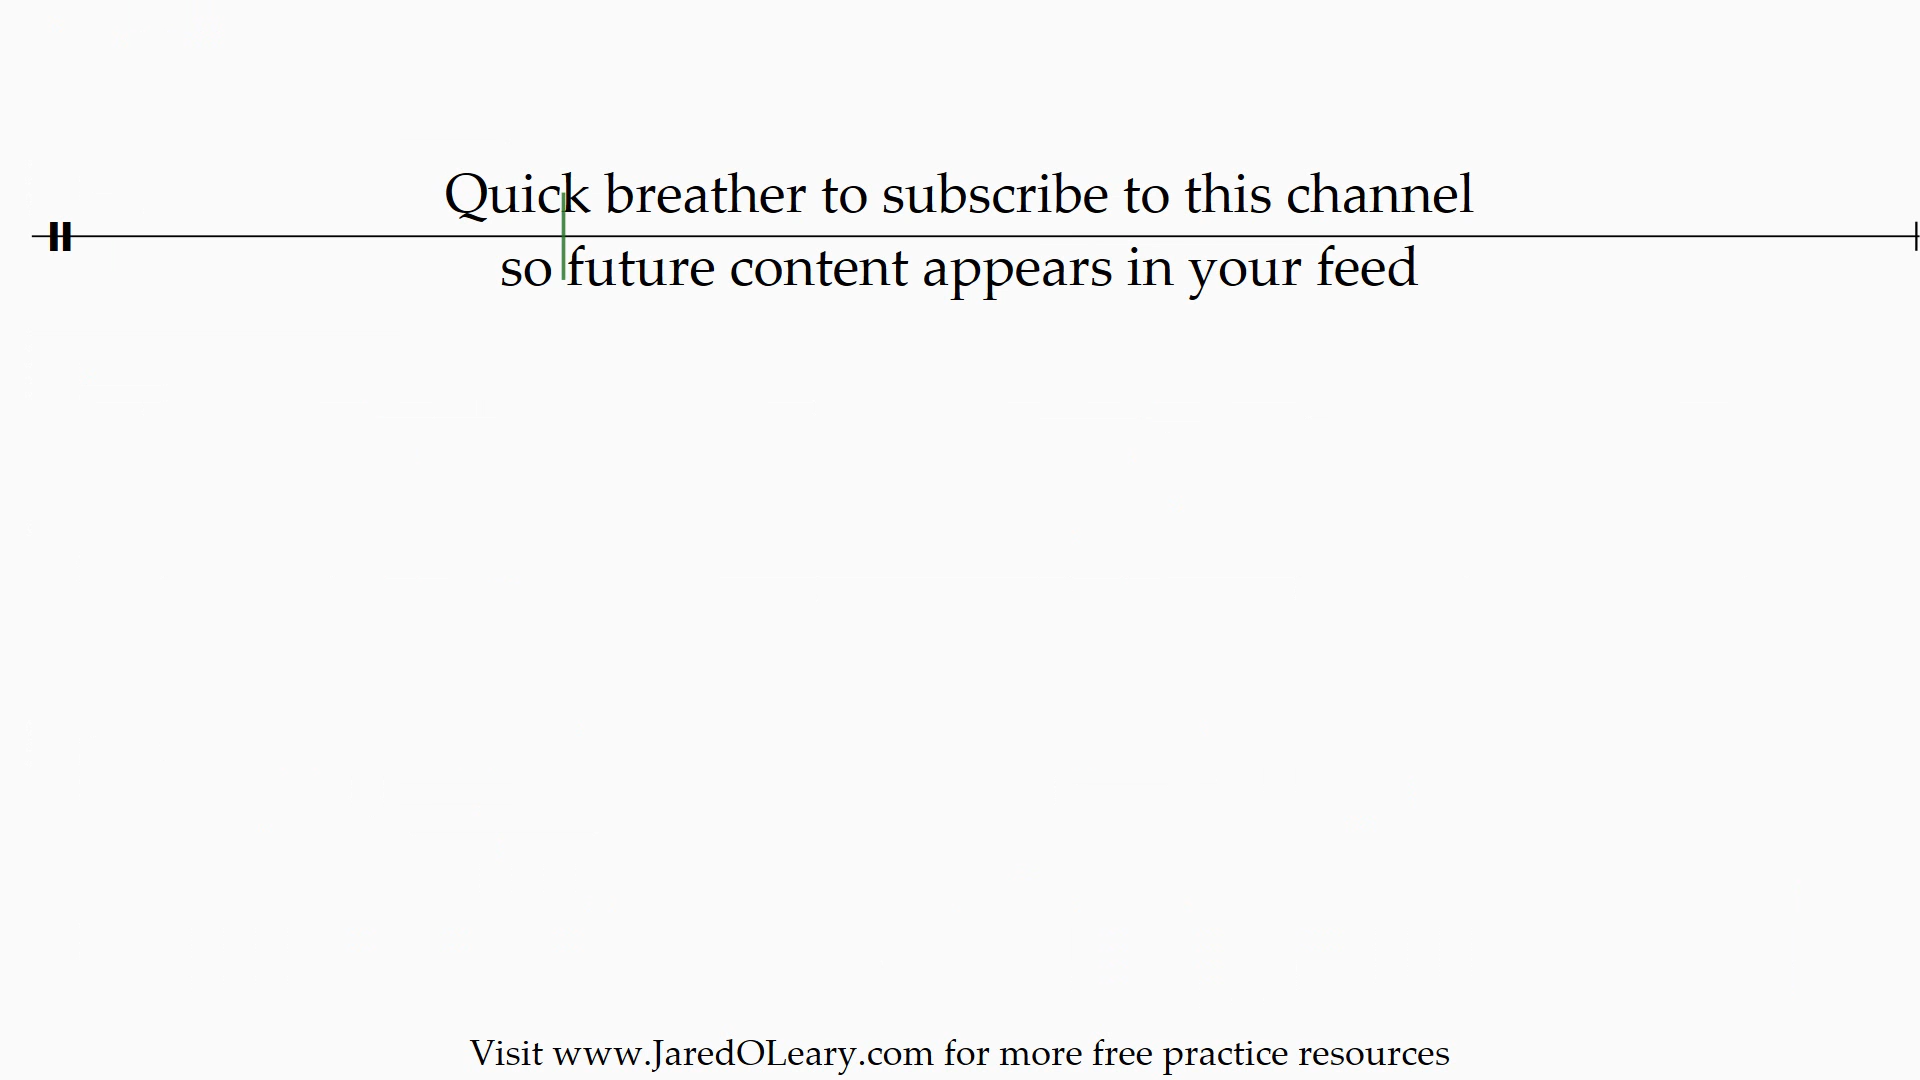 Quick breather to subscribe to this channel
so future content appears in your feed
Visit www.JaredOLeary.com for more free practice resources